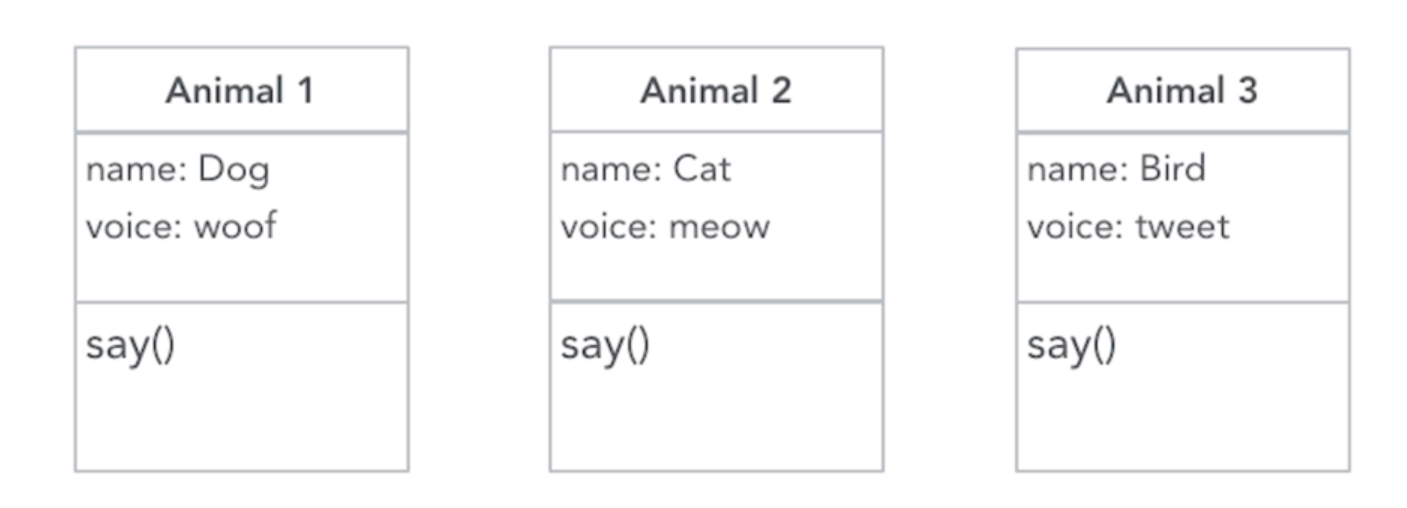 Animal 1
name: Dog
voice: woof
say()
Animal 2
name: Cat
voice: meow
say()
Animal 3
name: Bird
voice: tweet
say()